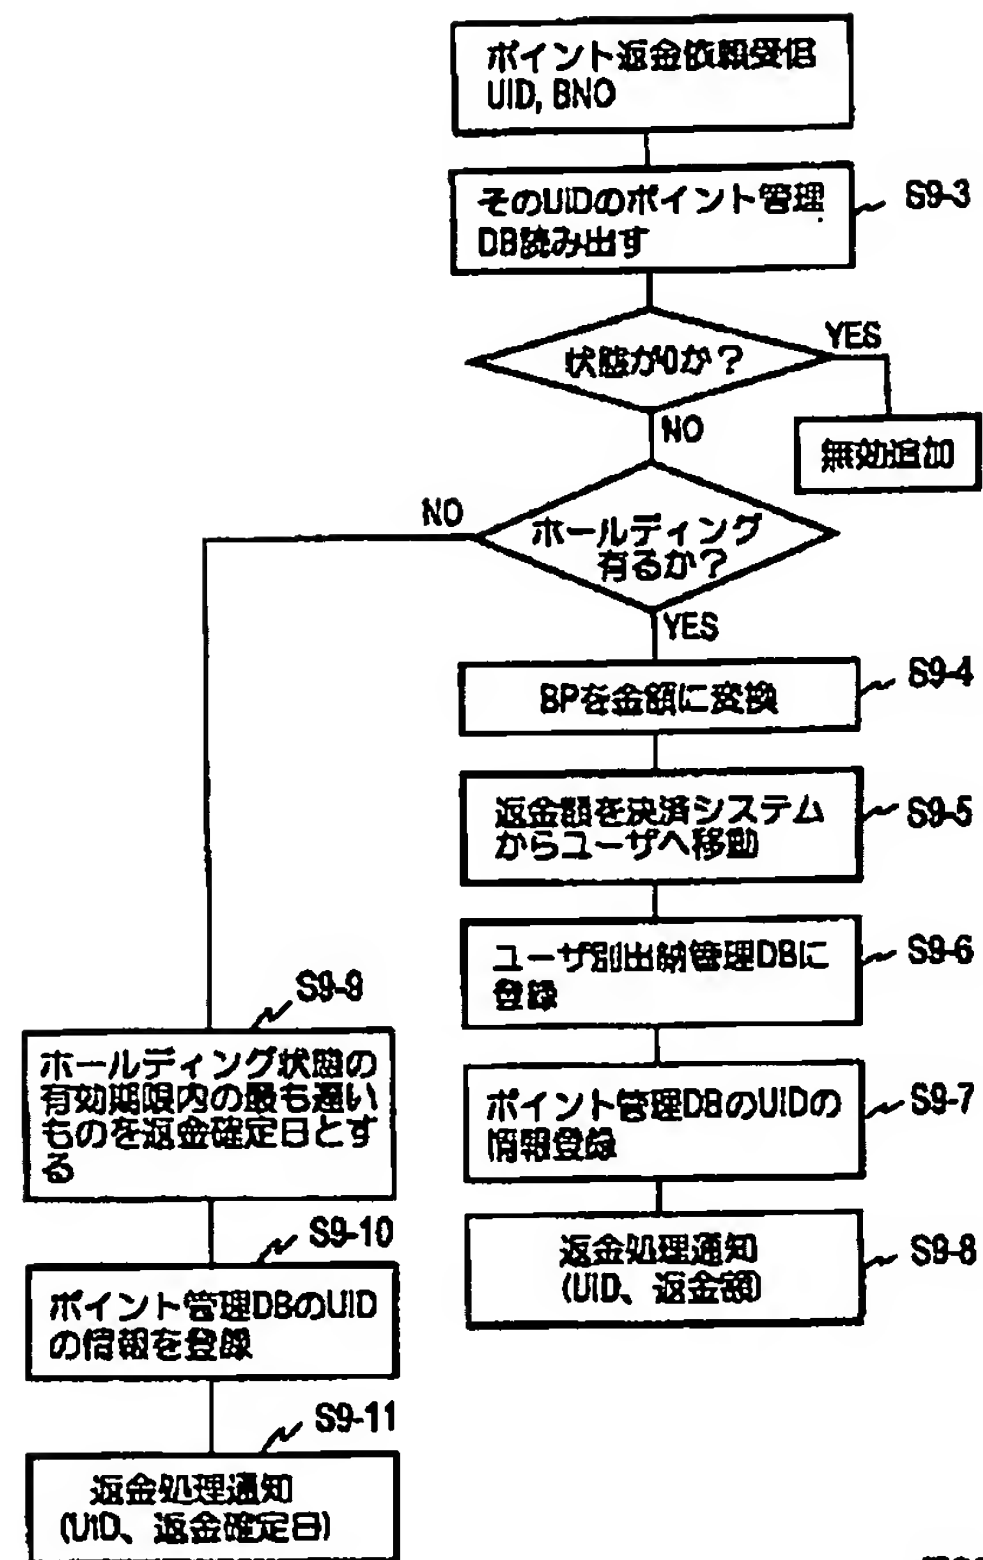 ポイント返金依頼受信
UID, BNO
そのUIDのポイント管理
DB読み出す
S9-3
状態が0か？
YES
無効追加
NO
ホールディング
有るか？
NO
YES
BPを金額に変換
S9-4
返金額を決済システム
からユーザへ移動
S9-5
ユーザ別出納管理DBに
登録
S9-6
ポイント管理DBのUIDの
情報登録
S9-7
返金処理通知
(UID、返金額)
S9-8
S9-9
ホールディング状態の
有効期限内の最も遅い
ものを返金確定日とす
る
S9-10
ポイント管理DBのUID
の情報を登録
S9-11
返金処理通知
(UID、返金確定日)